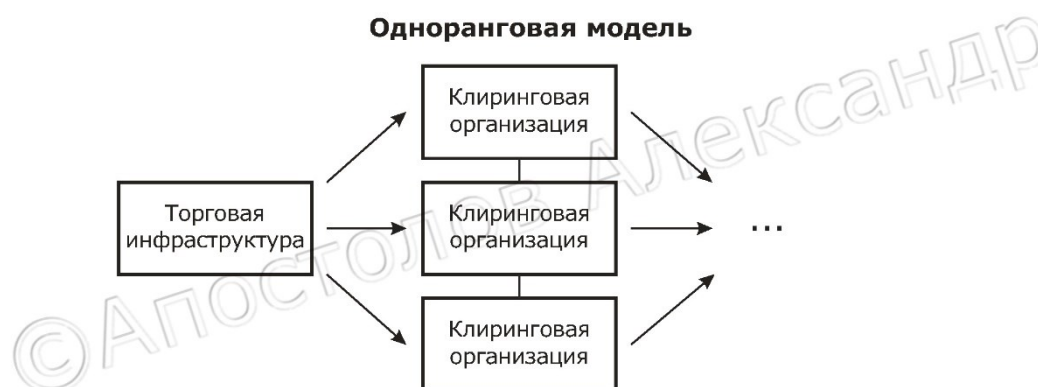 Одноранговая модель
Клиринговая
организация
Торговая
инфраструктура
Клиринговая
организация
...
Клиринговая
организация
©Апостолов Александр